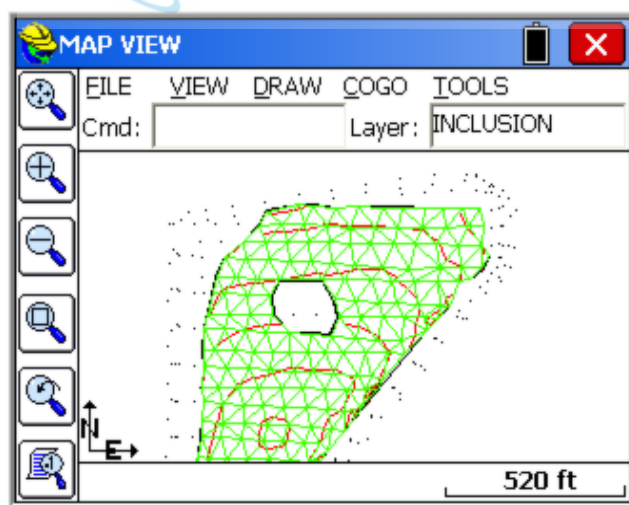 MAP VIEW
FILE VIEW DRAW COGO TOOLS
Cmd: Layer: INCLUSION
N
E
520 ft